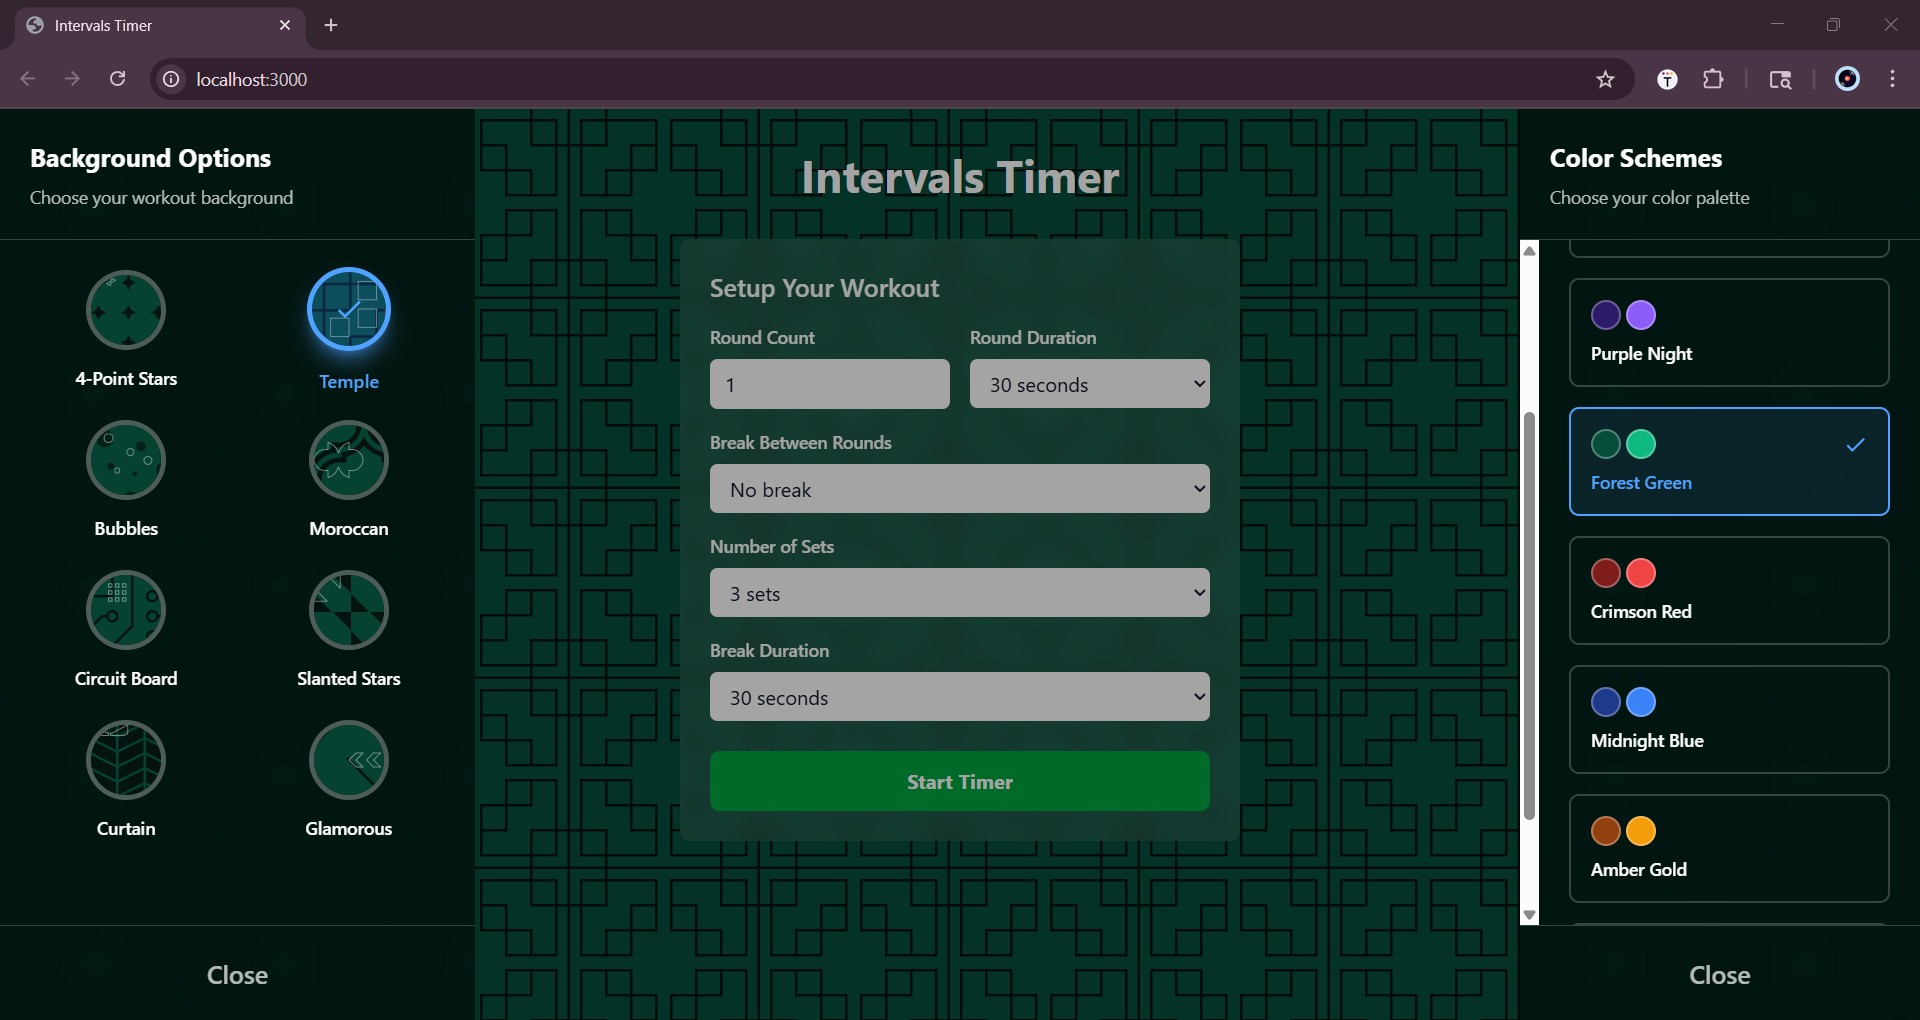 Intervals Timer
localhost:3000
Background Options
Choose your workout background
4-Point Stars
Temple
Bubbles
Moroccan
Circuit Board
Slanted Stars
Curtain
Glamorous
Close
Intervals Timer
Setup Your Workout
Round Count
Round Duration
1
30 seconds
Break Between Rounds
No break
Number of Sets
3 sets
Break Duration
30 seconds
Start Timer
Color Schemes
Choose your color palette
Purple Night
Forest Green
Crimson Red
Midnight Blue
Amber Gold
Close